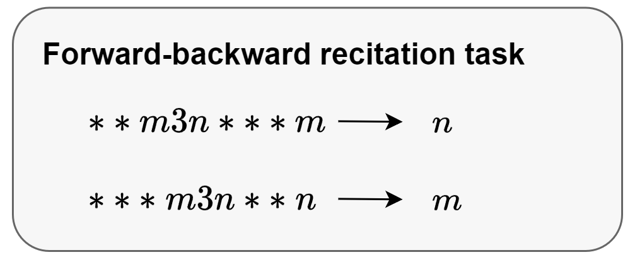 Forward-backward recitation task
* * m3n * * * m ⟶ n
* * * m3n * * n ⟶ m